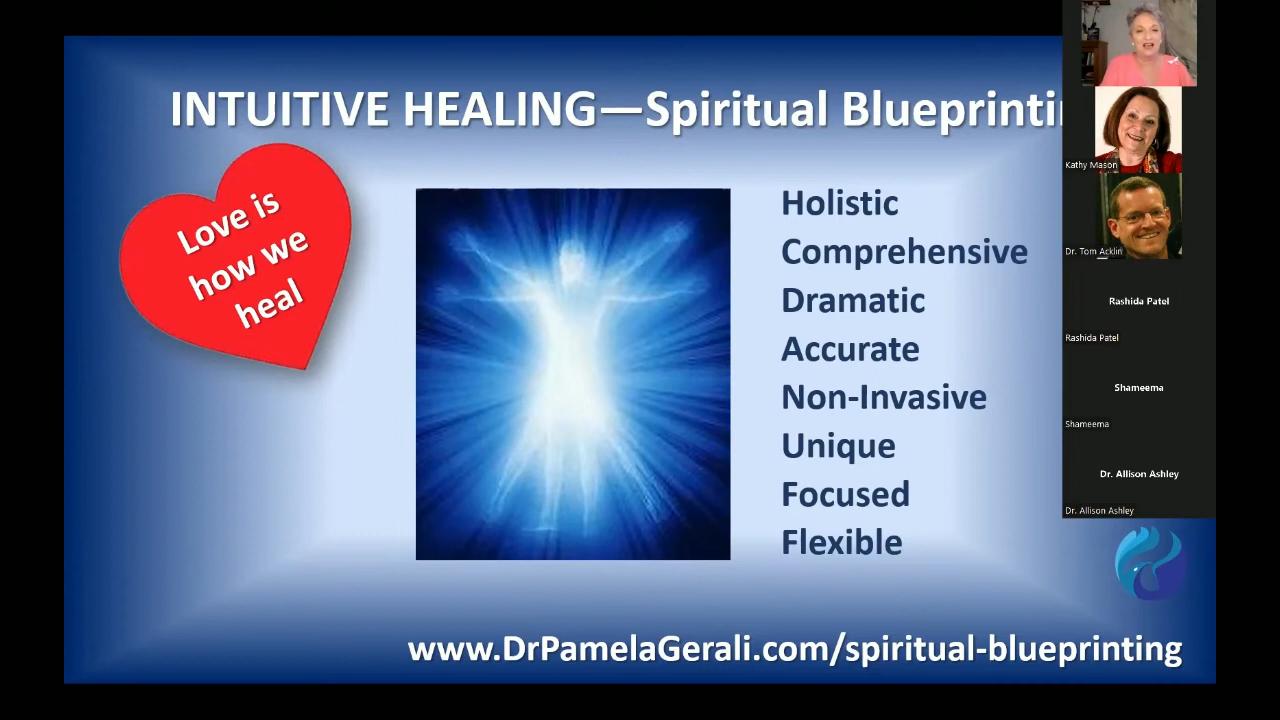 INTUITIVE HEALING—Spiritual Blueprintin
Love is
how we
heal
Holistic
Comprehensive
Dramatic
Accurate
Non-Invasive
Unique
Focused
Flexible
www.DrPamelaGerali.com/spiritual-blueprinting
Kathy Mason
Dr. Tom Acklin
Rashida Patel
Rashida Patel
Shameema
Shameema
Dr. Allison Ashley
Dr. Allison Ashley